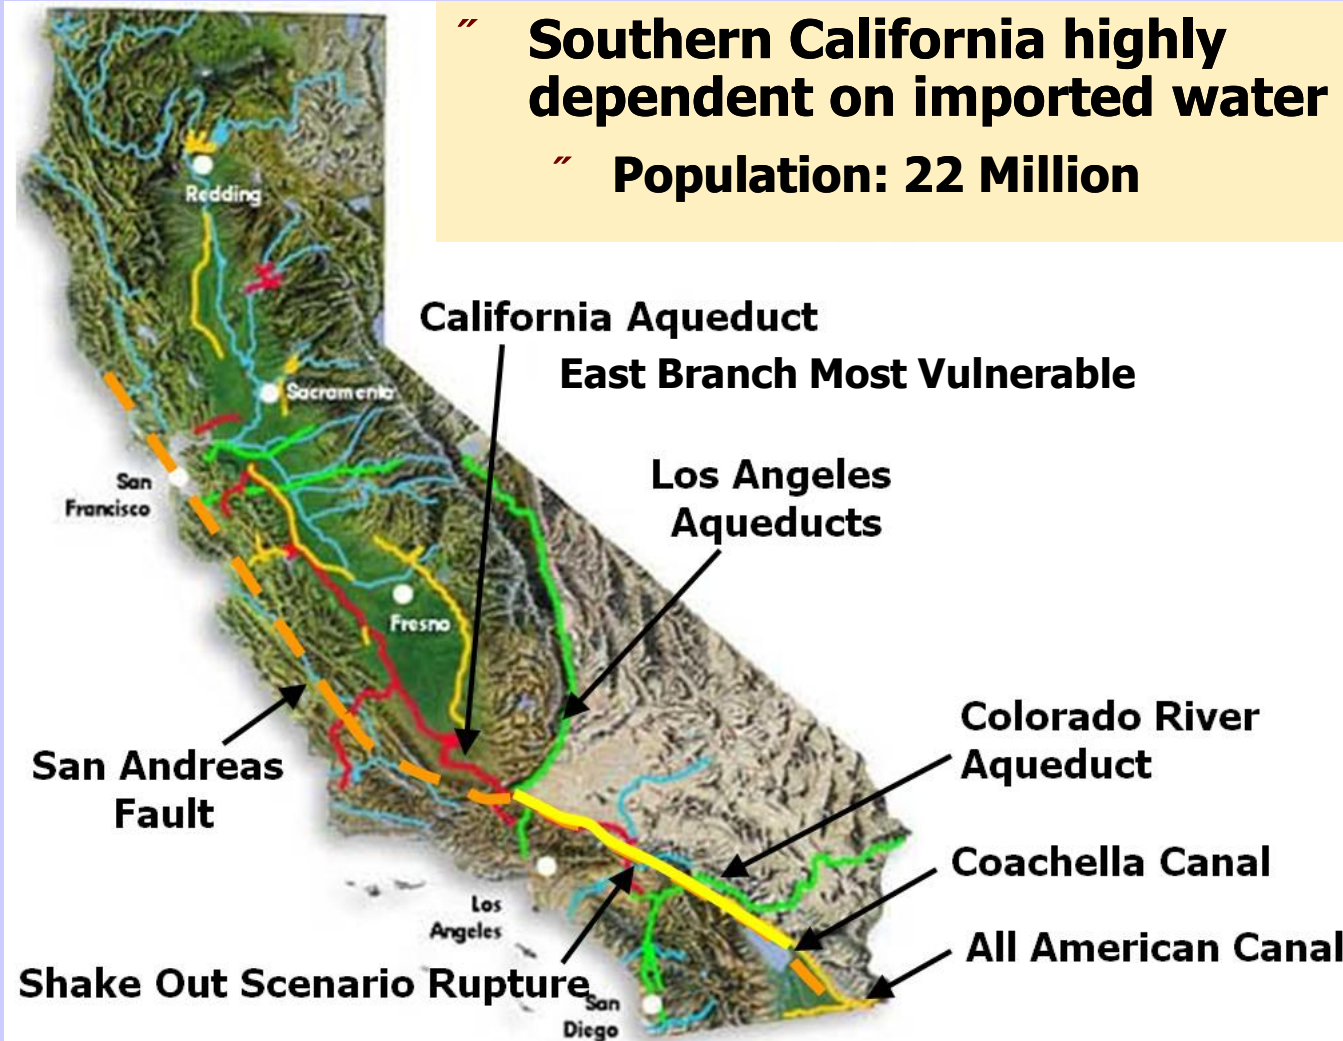 ˝ Southern California highly
dependent on imported water
˝ Population: 22 Million
Redding
California Aqueduct
East Branch Most Vulnerable
Sacramento
San
Francisco
Los Angeles
Aqueducts
Fresno
San Andreas
Fault
Colorado River
Aqueduct
Coachella Canal
Los
Angeles
All American Canal
Shake Out Scenario Rupture
San
Diego